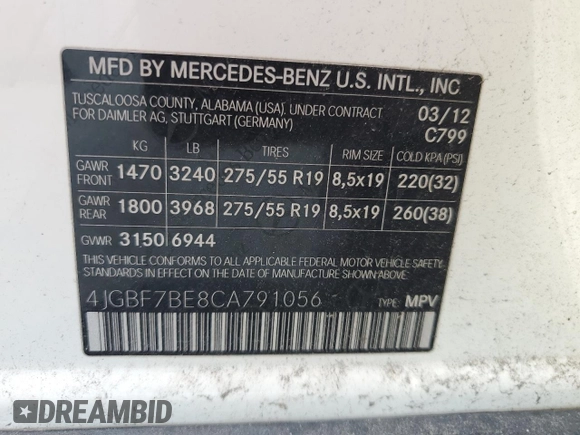 MFD BY MERCEDES-BENZ U.S. INTL., INC
TUSCALOOSA COUNTY, ALABAMA (USA). UNDER CONTRACT
FOR DAIMLER AG, STUTTGART (GERMANY)
03/12
C799
KG LB TIRES RIM SIZE COLD KPA(PSI)
GAWR FRONT 1470 3240 275/55 R19 8,5x19 220(32)
GAWR REAR 1800 3968 275/55 R19 8,5x19 260(38)
GVWR 3150 6944
THIS VEHICLE CONFORMS TO ALL APPLICABLE FEDERAL MOTOR VEHICLE SAFETY
STANDARDS IN EFFECT ON THE DATE OF MANUFACTURE SHOWN ABOVE.
4JGBF7BE8CA791056 TYPE: MPV
DREAMBID